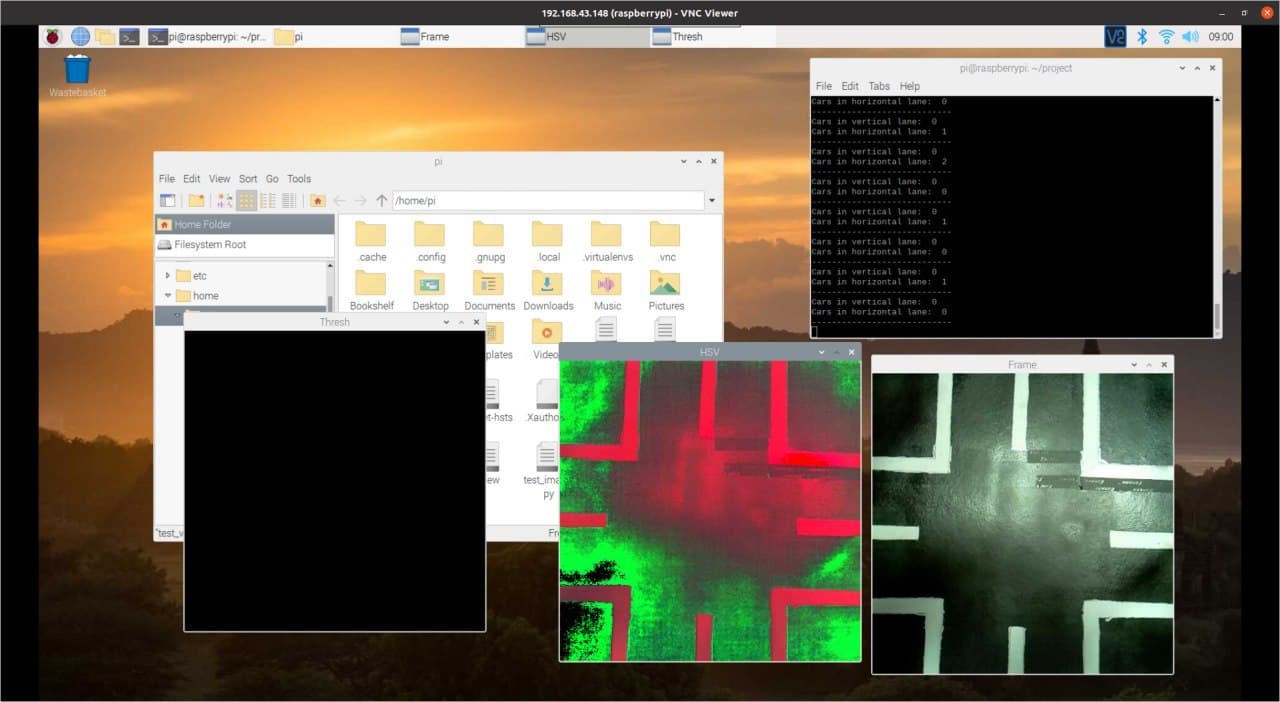 192.168.43.148 (raspberrypi) - VNC Viewer
pi@raspberrypi: ~/pr... pi Frame HSV Thresh 09:00
Wastebasket
pi@raspberrypi: ~/project
File Edit Tabs Help
Cars in horizontal lane: 0
----------------------------
Cars in vertical lane: 0
Cars in horizontal lane: 1
----------------------------
Cars in vertical lane: 0
Cars in horizontal lane: 2
----------------------------
Cars in vertical lane: 0
Cars in horizontal lane: 0
----------------------------
Cars in vertical lane: 0
Cars in horizontal lane: 1
----------------------------
Cars in vertical lane: 0
Cars in horizontal lane: 0
----------------------------
Cars in vertical lane: 0
Cars in horizontal lane: 1
----------------------------
Cars in vertical lane: 0
Cars in horizontal lane: 0
----------------------------
pi
File Edit View Sort Go Tools
/home/pi
Home Folder
Filesystem Root
etc
home
.cache .config .gnupg .local .virtualenvs .vnc
Bookshelf Desktop Documents Downloads Music Pictures
plates Video
t-hsts .Xautho
ew test_ima
py
"test_v Fr
Thresh
HSV
Frame